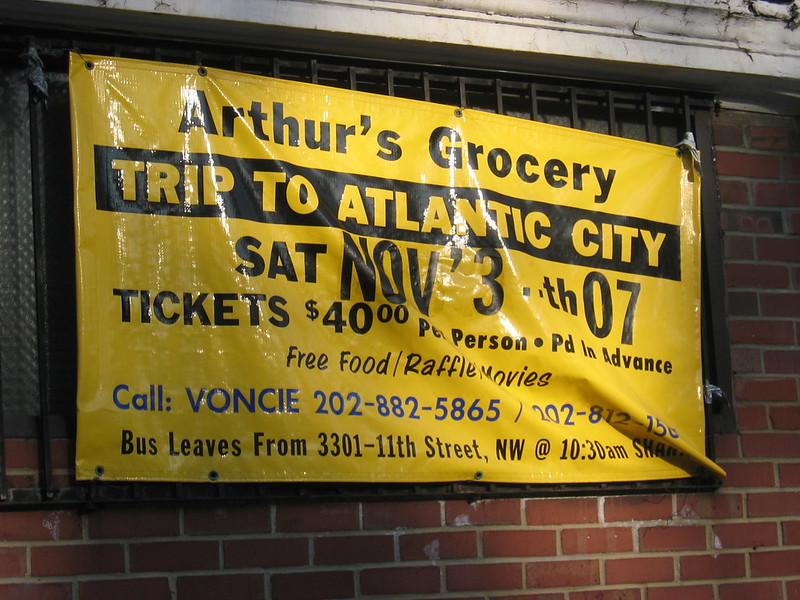 Arthur's Grocery
TRIP TO ATLANTIC CITY
SAT NOV '3 th 07
TICKETS $40.00 Per Person • Pd In Advance
Free Food/Raffle Movies
Call: VONCIE 202-882-5865 /
Bus Leaves From 3301-11th Street, NW @ 10:30am